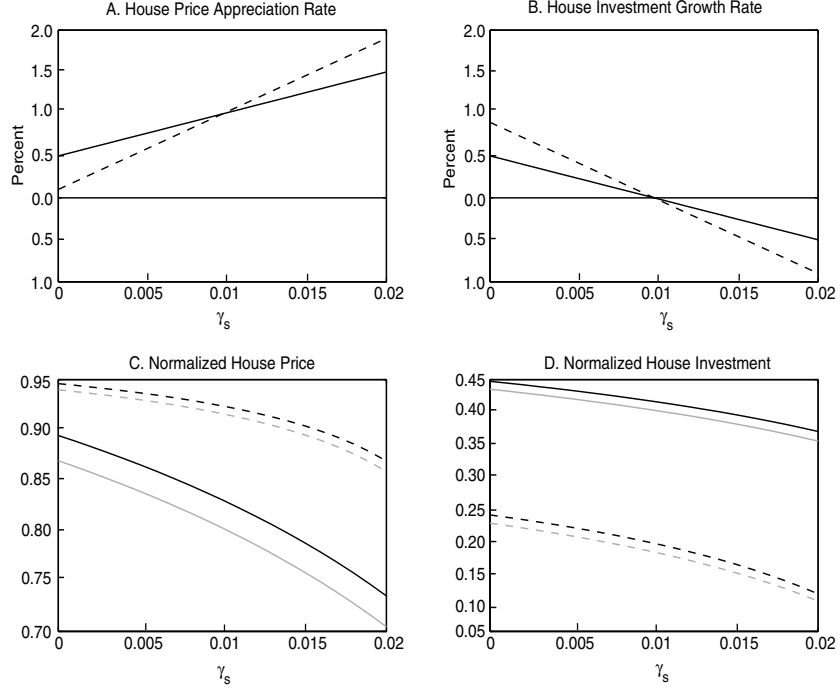 A. House Price Appreciation Rate
2.0
1.5
1.0
0.5
0.0
0.5
1.0
Percent
0 0.005 0.01 0.015 0.02
γs
B. House Investment Growth Rate
2.0
1.5
1.0
0.5
0.0
0.5
1.0
Percent
0 0.005 0.01 0.015 0.02
γs
C. Normalized House Price
0.95
0.90
0.85
0.80
0.75
0.70
0 0.005 0.01 0.015 0.02
γs
D. Normalized House Investment
0.45
0.40
0.35
0.25
0.20
0.15
0.10
0.05
0 0.005 0.01 0.015 0.02
γs